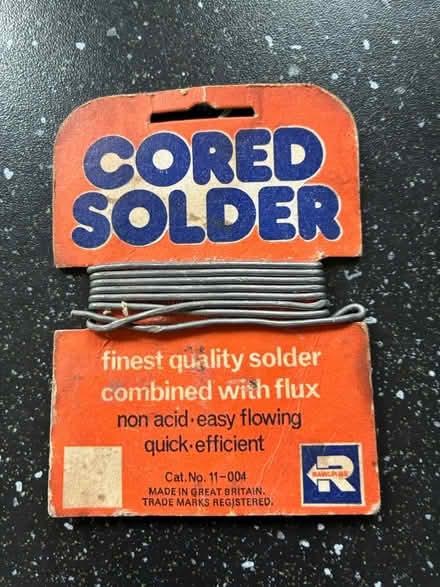 CORED
SOLDER
finest quality solder
combined with flux
non acid·easy flowing
quick·efficient
Cat. No. 11-004
MADE IN GREAT BRITAIN.
TRADE MARKS REGISTERED.
R
RAWLPLUG